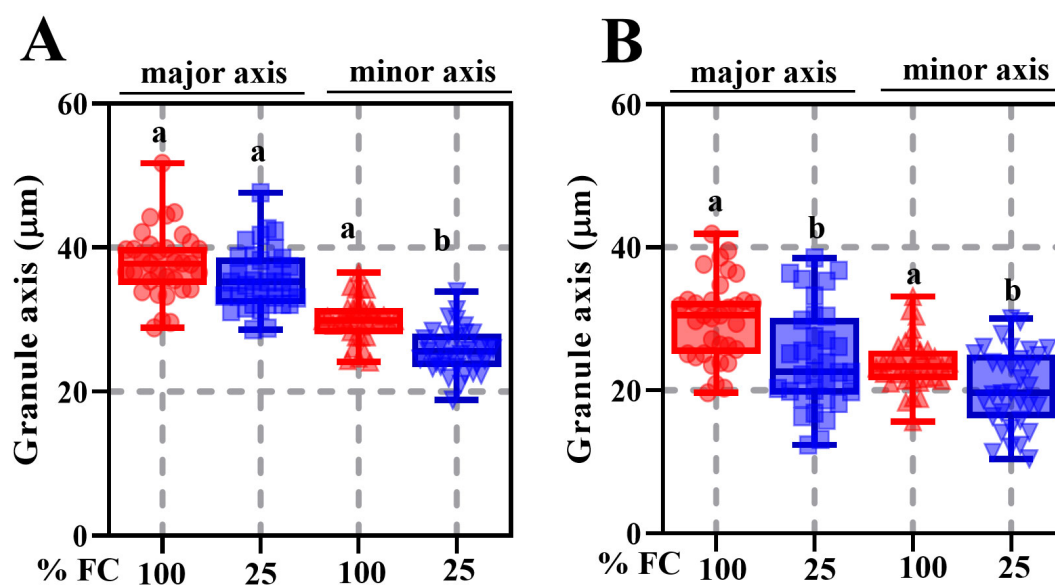 A
major axis
minor axis
Granule axis (μm)
60
40
20
0
a
a
a
b
% FC
100
25
100
25
B
major axis
minor axis
Granule axis (μm)
60
40
20
0
a
b
a
b
% FC
100
25
100
25